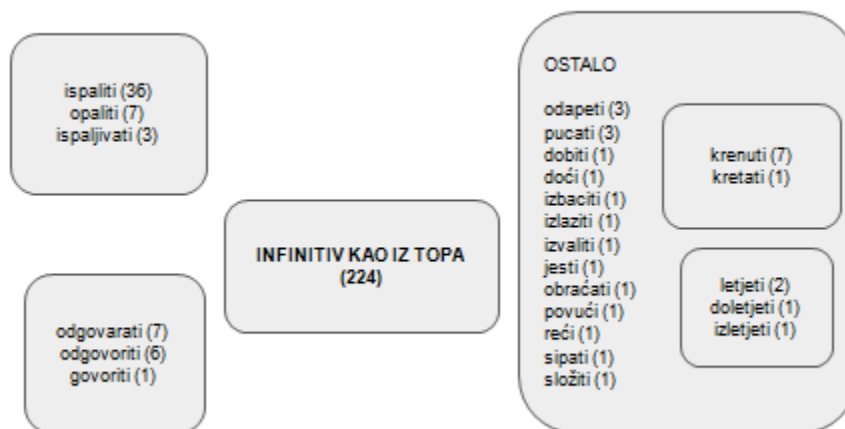 ispaliti (36)
opaliti (7)
ispaljivati (3)
INFINITIV KAO IZ TOPA
(224)
odgovarati (7)
odgovoriti (6)
govoriti (1)
OSTALO
odapeti (3)
pucati (3)
dobiti (1)
doći (1)
izbaciti (1)
izlaziti (1)
izvaliti (1)
jesti (1)
obraćati (1)
povući (1)
reći (1)
sipati (1)
složiti (1)
krenuti (7)
kretati (1)
letjeti (2)
doletjeti (1)
izletjeti (1)